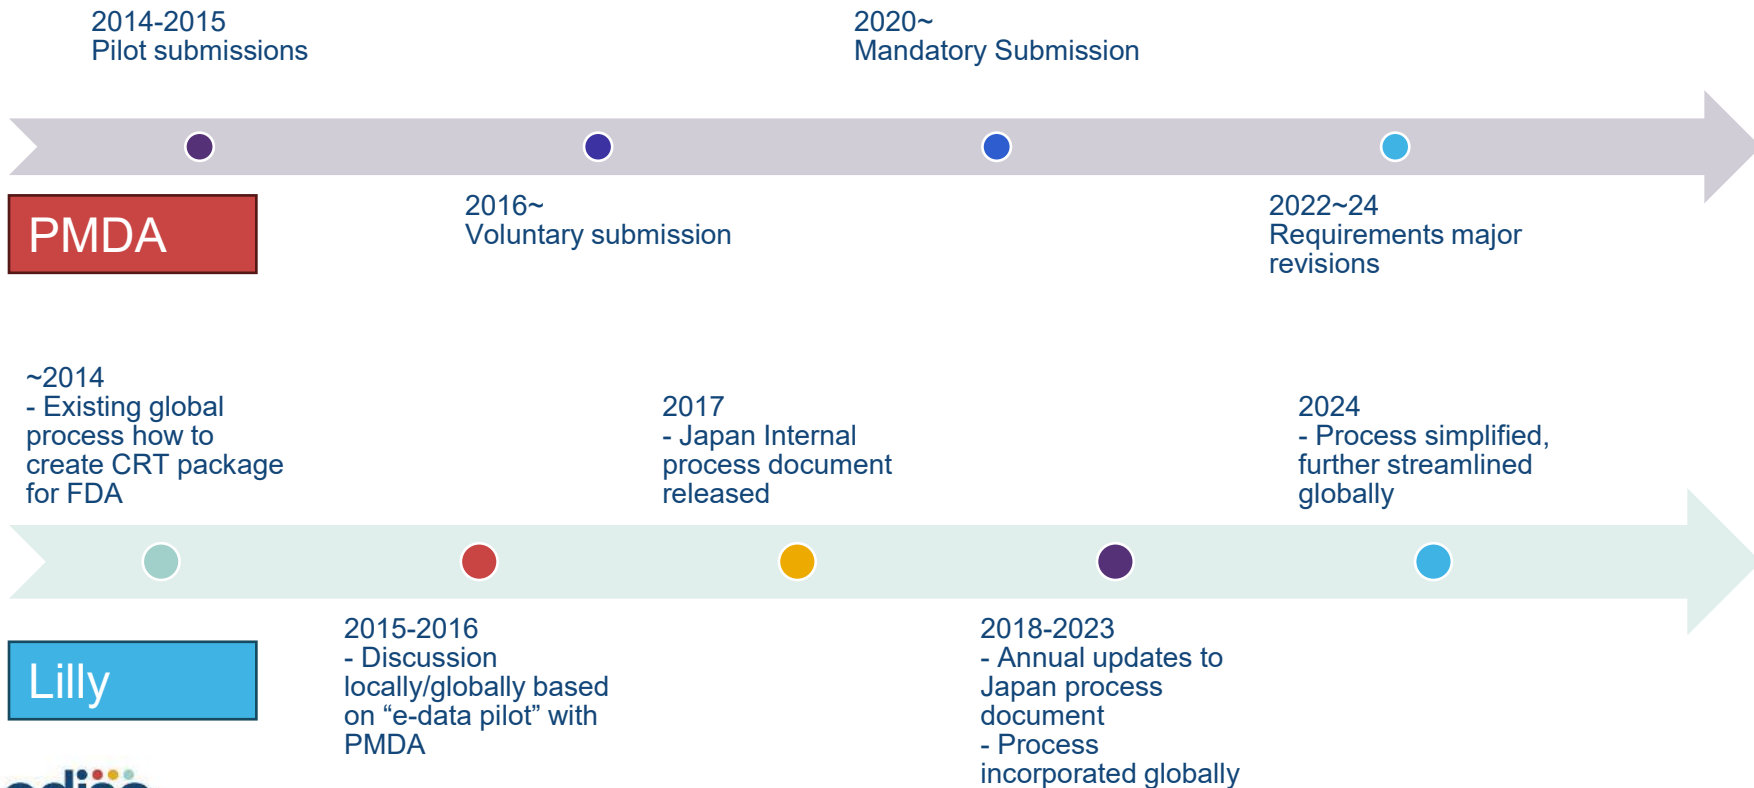 2014-2015
Pilot submissions
2020~
Mandatory Submission
PMDA
2016~
Voluntary submission
2022~24
Requirements major
revisions
~2014
- Existing global
process how to
create CRT package
for FDA
2017
- Japan Internal
process document
released
2024
- Process simplified,
further streamlined
globally
Lilly
2015-2016
- Discussion
locally/globally based
on “e-data pilot” with
PMDA
2018-2023
- Annual updates to
Japan process
document
- Process
incorporated globally